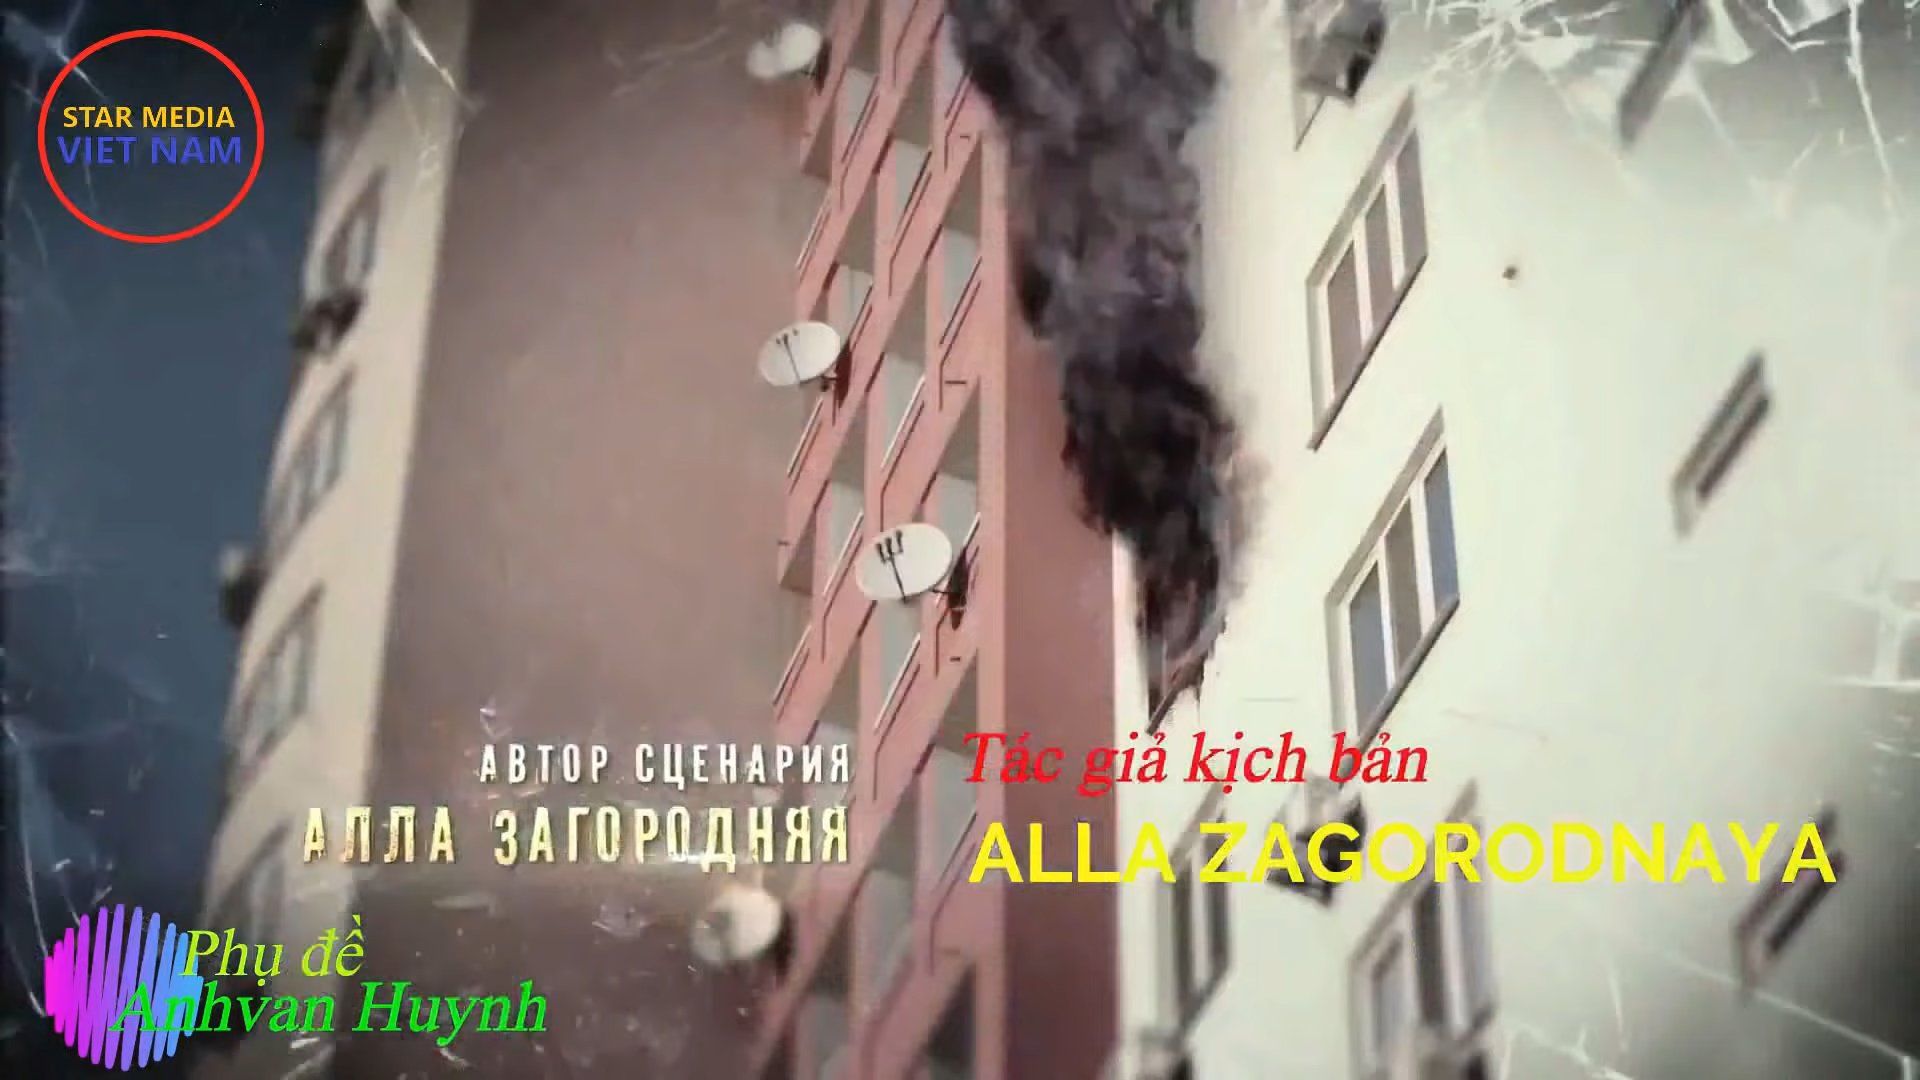 STAR MEDIA
VIET NAM
АВТОР СЦЕНАРИЯ
АЛЛА ЗАГОРОДНЯЯ
Tác giả kịch bản
ALLA ZAGORODNAYA
Phụ đề
Anhvan Huynh